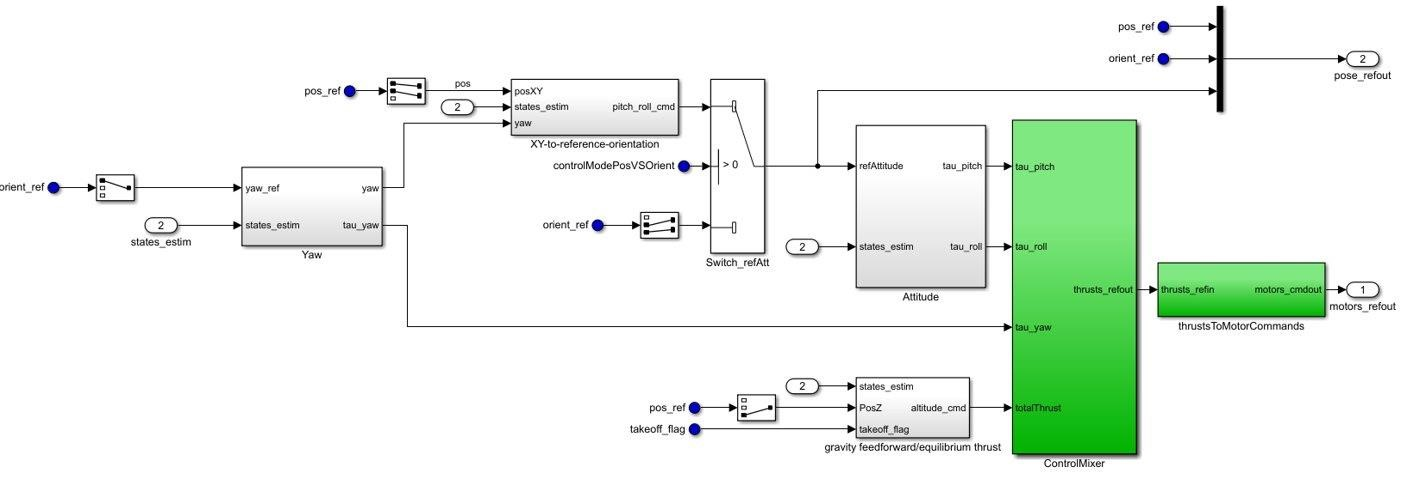 pos_ref
orient_ref
2
pose_refout
pos_ref
pos
posXY
states_estim
yaw
pitch_roll_cmd
2
XY-to-reference-orientation
controlModePosVSOrient
> 0
orient_ref
Switch_refAtt
orient_ref
yaw_ref
states_estim
yaw
tau_yaw
2
states_estim
Yaw
refAttitude
states_estim
tau_pitch
tau_roll
2
Attitude
tau_pitch
tau_roll
tau_yaw
totalThrust
thrusts_refout
ControlMixer
thrusts_refin
motors_cmdout
thrustsToMotorCommands
1
motors_refout
2
pos_ref
takeoff_flag
states_estim
PosZ
takeoff_flag
altitude_cmd
gravity feedforward/equilibrium thrust